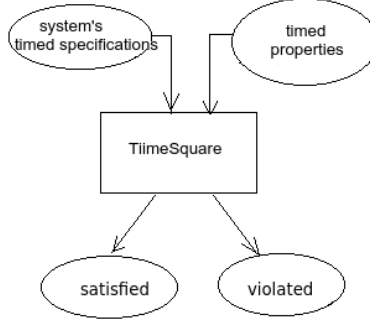 system's
timed specifications
timed
properties
TiimeSquare
satisfied
violated